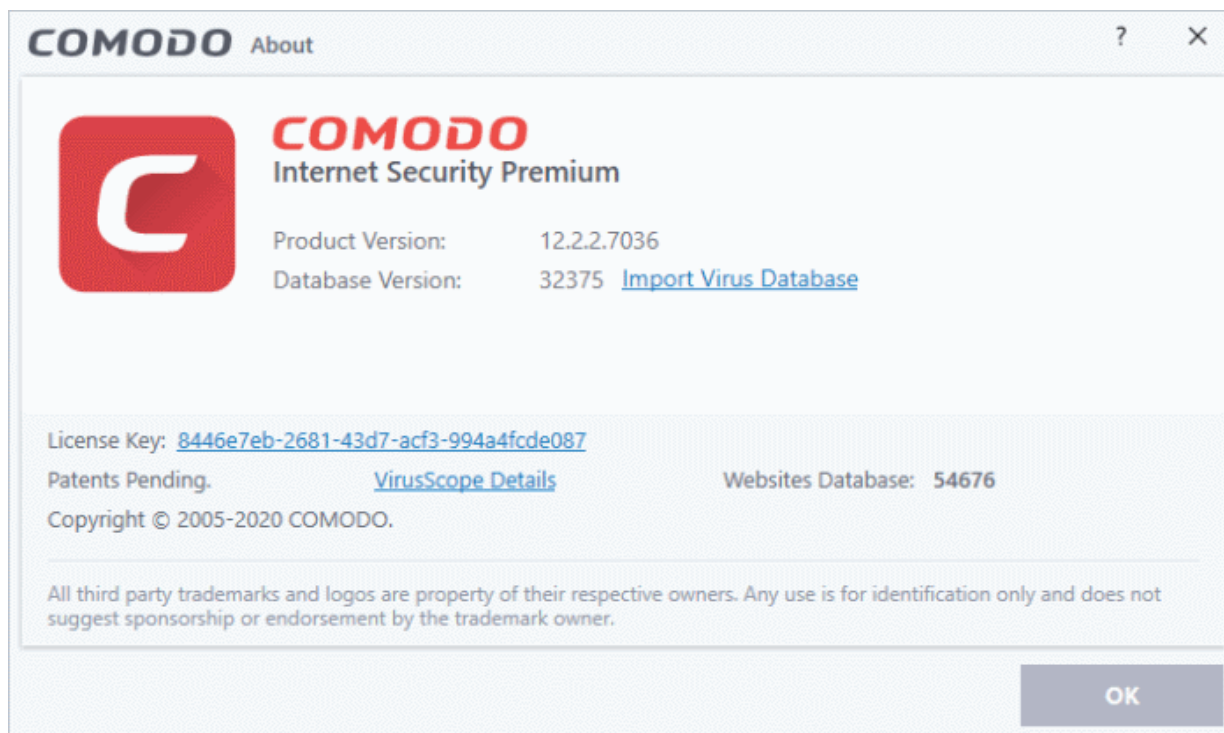 COMODO About ? ✕
COMODO
Internet Security Premium
Product Version: 12.2.2.7036
Database Version: 32375 Import Virus Database
License Key: 8446e7eb-2681-43d7-acf3-994a4fcde087
Patents Pending. VirusScope Details Websites Database: 54676
Copyright © 2005-2020 COMODO.
All third party trademarks and logos are property of their respective owners. Any use is for identification only and does not
suggest sponsorship or endorsement by the trademark owner.
OK